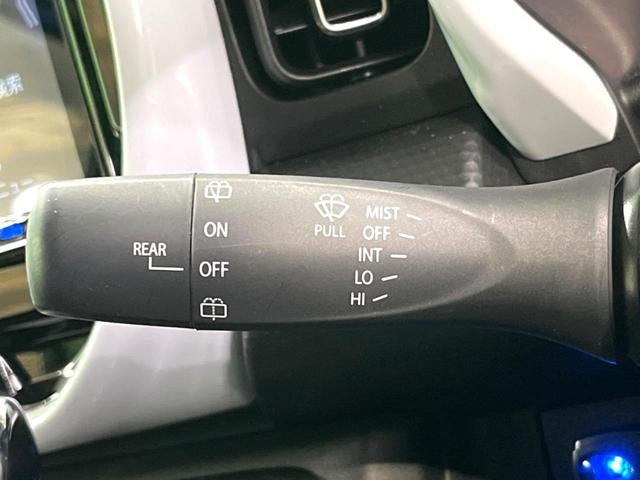 REAR
ON
OFF
PULL
MIST
OFF
INT
LO
HI